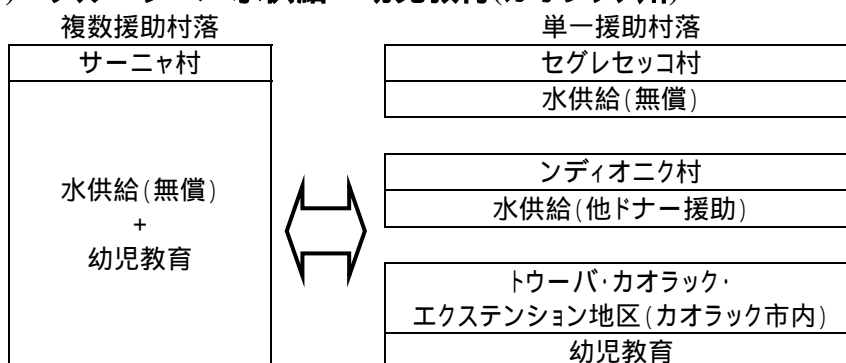 複数援助村落
サーニャ村
水供給(無償)
+
幼児教育
単一援助村落
セグレセッコ村
水供給(無償)
ンディオニク村
水供給(他ドナー援助)
トゥーバ・カオラック・
エクステンション地区(カオラック市内)
幼児教育